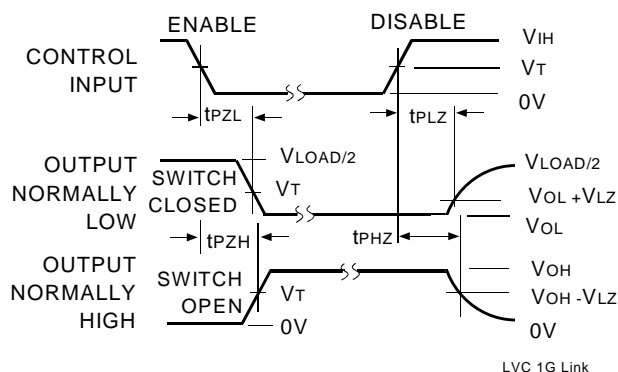 ENABLE
DISABLE
CONTROL
INPUT
VIH
VT
0V
tPZL
tPLZ
OUTPUT
NORMALLY
LOW
SWITCH
CLOSED
VLOAD/2
VT
VLOAD/2
VOL +VLZ
VOL
tPZH
tPHZ
OUTPUT
NORMALLY
HIGH
SWITCH
OPEN
VT
0V
VOH
VOH -VLZ
0V
LVC 1G Link